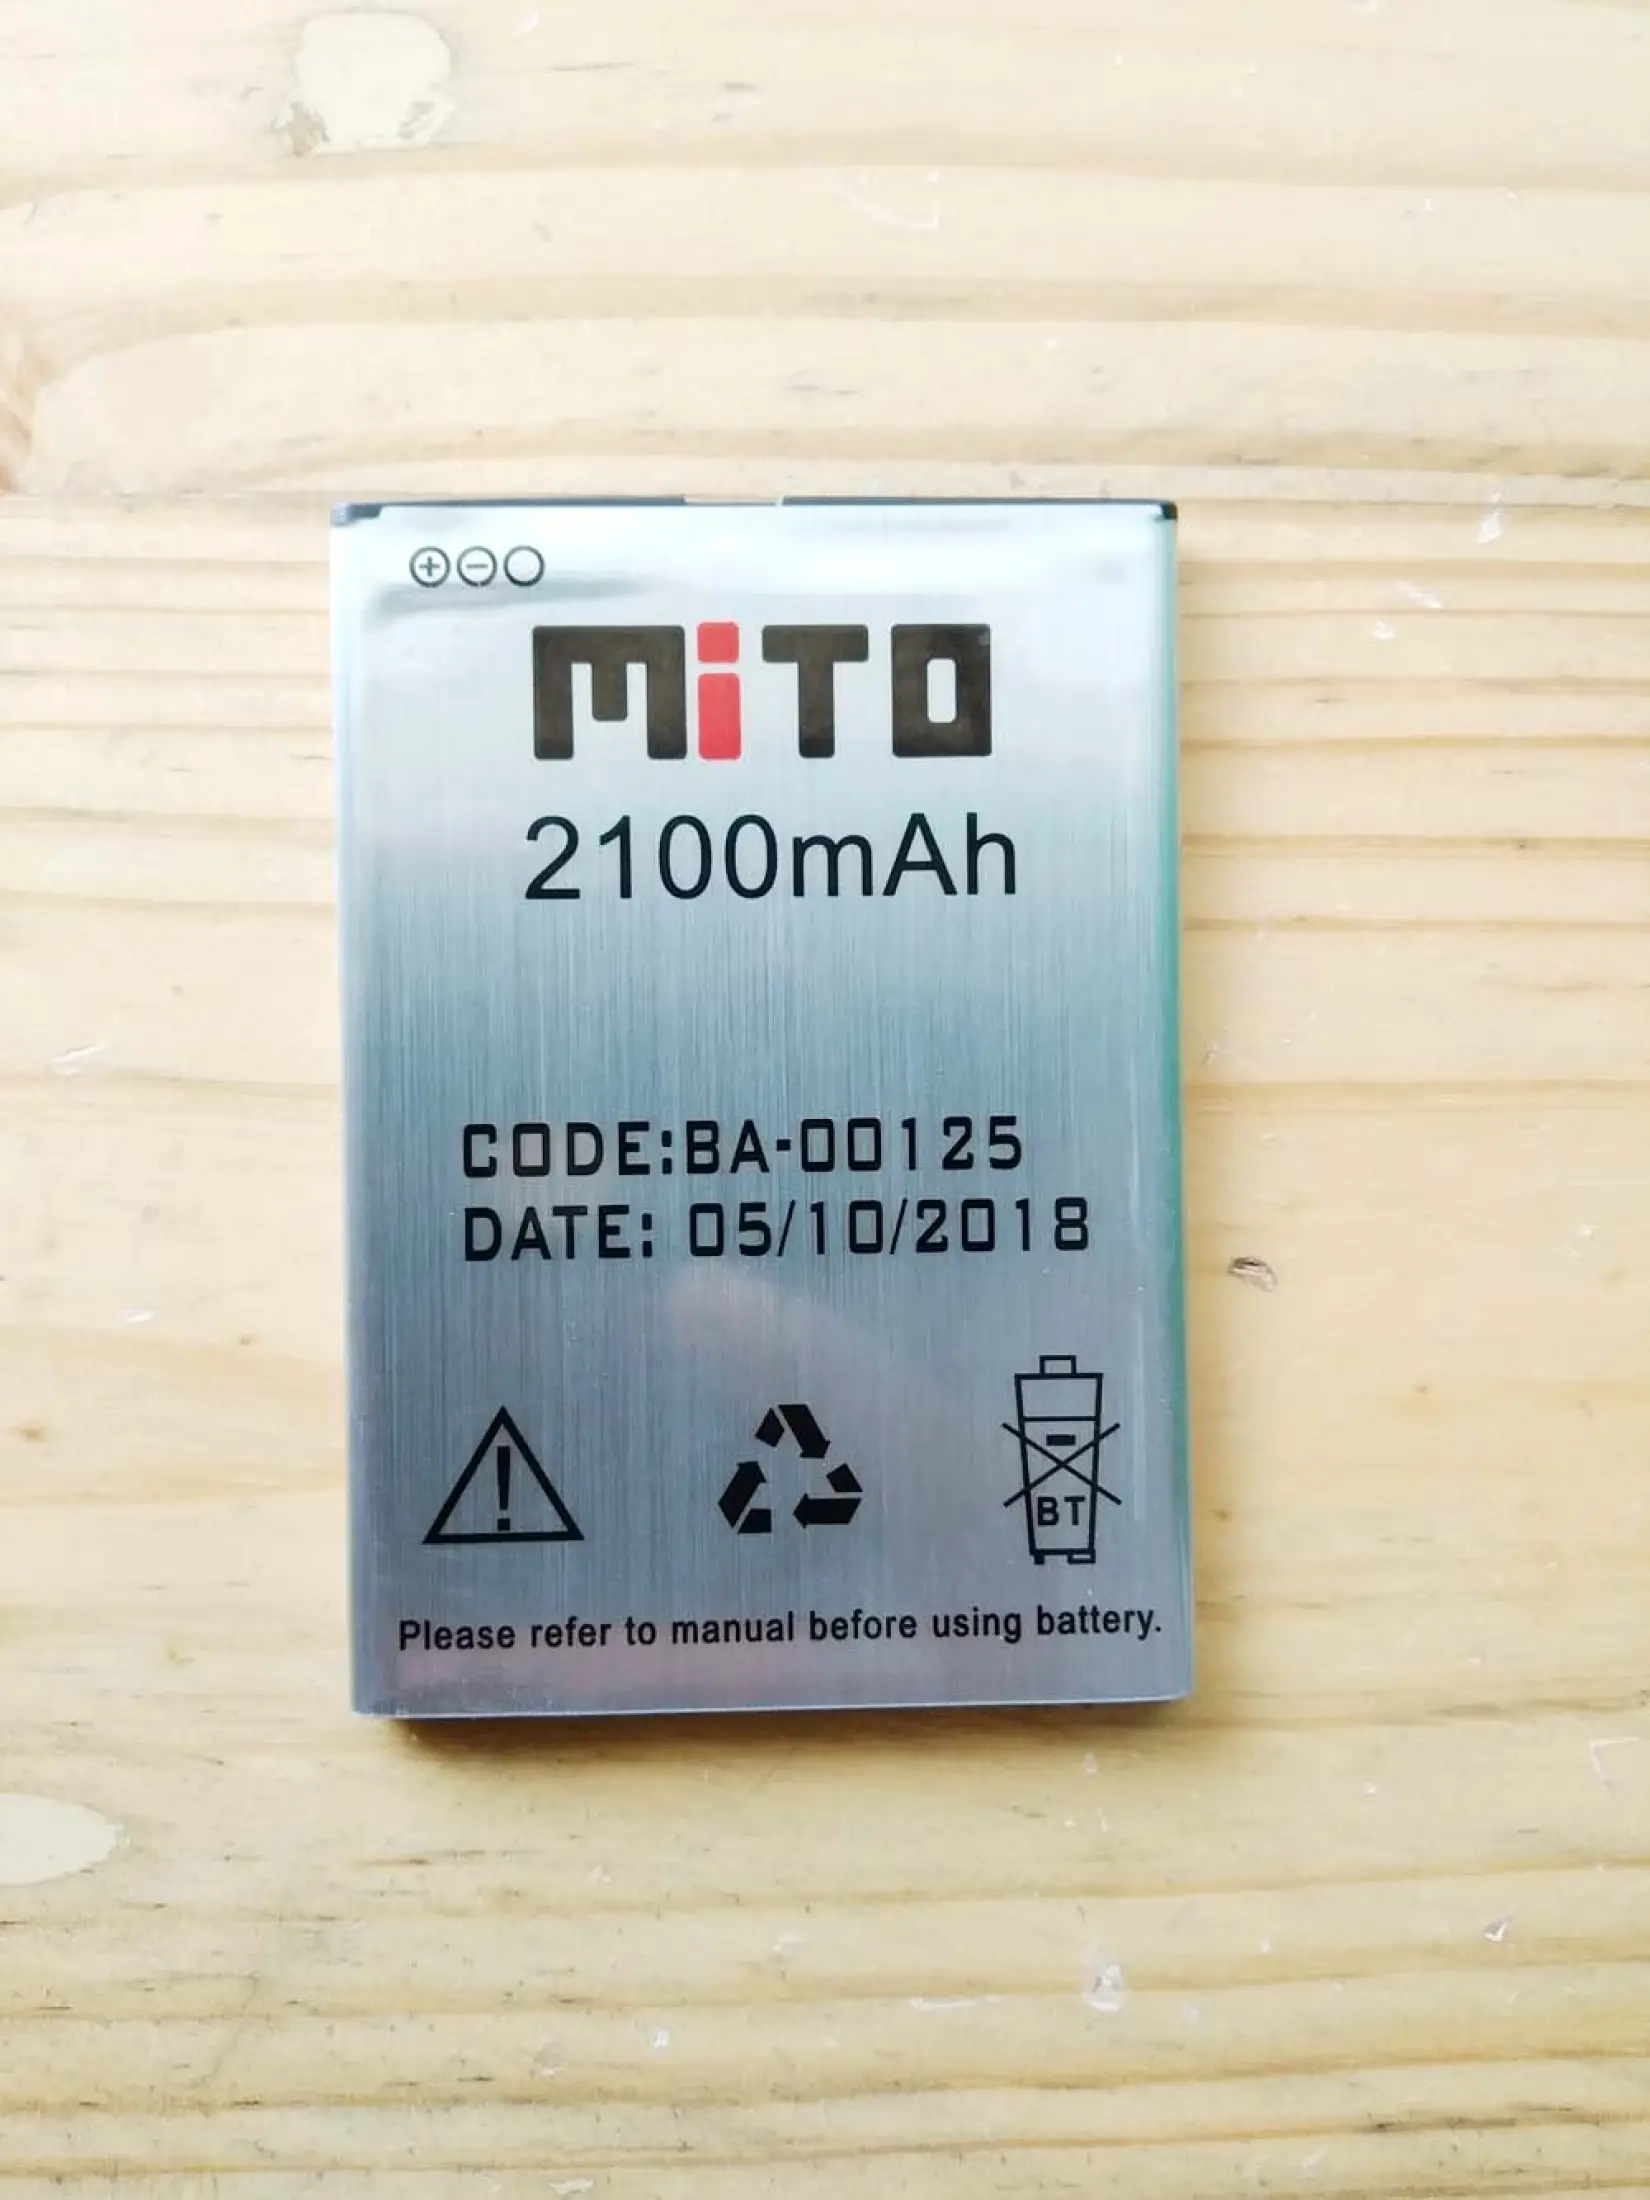 MiTO
2100mAh
CODE:BA-00125
DATE: 05/10/2018
BT
Please refer to manual before using battery.